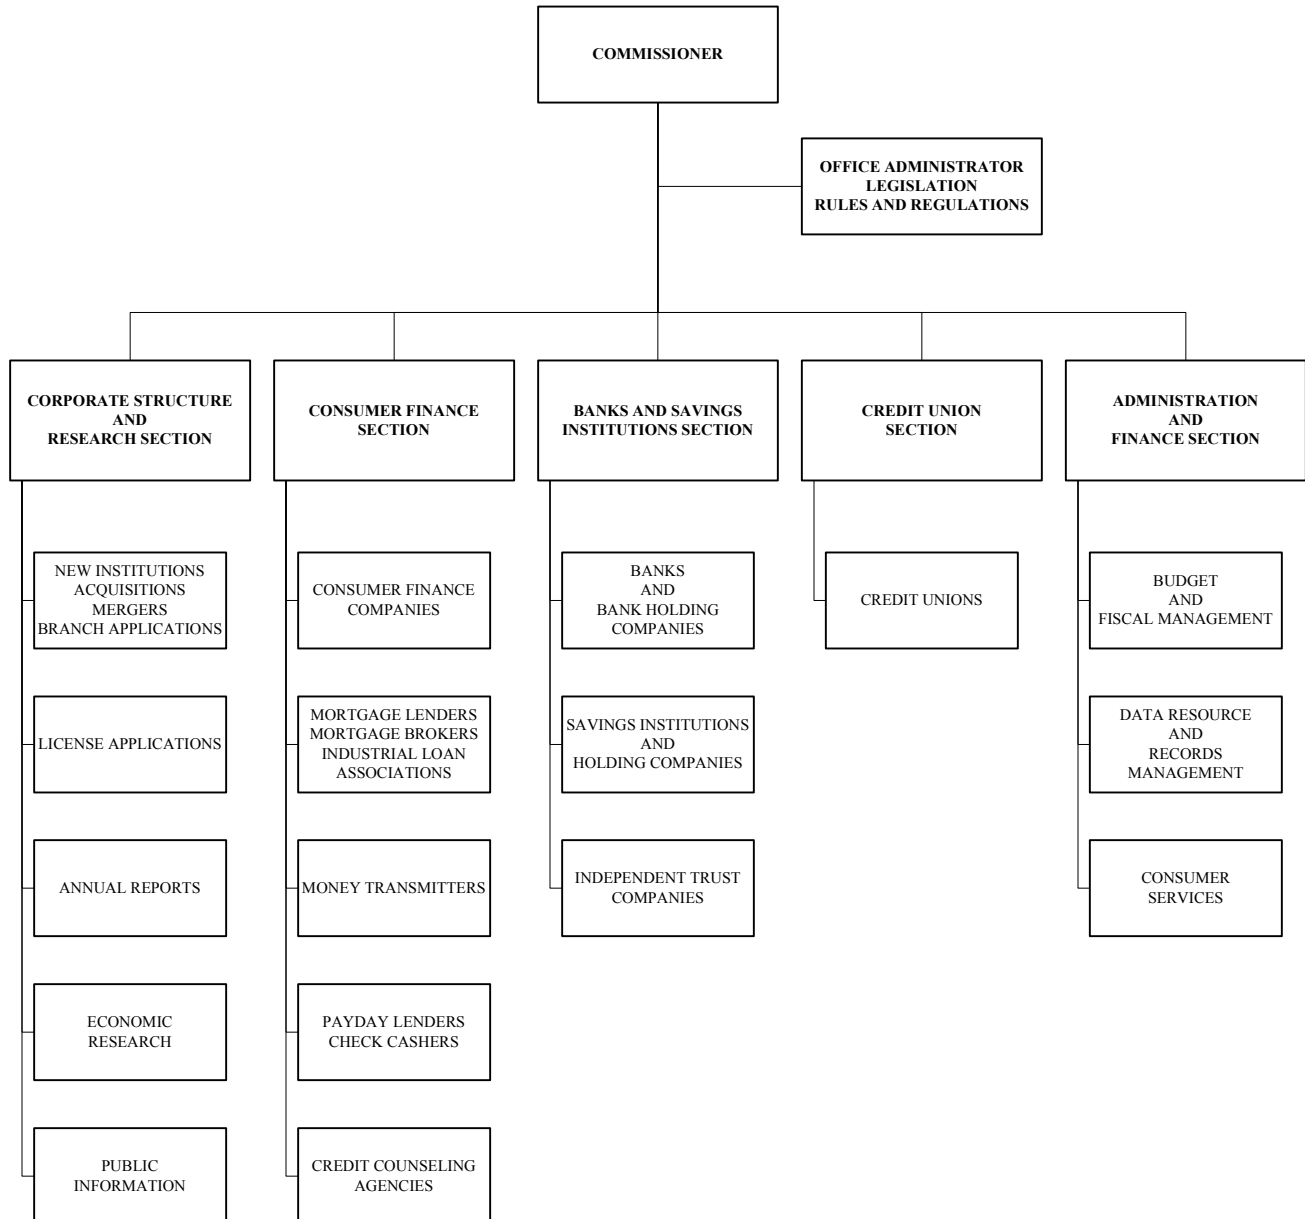 COMMISSIONER
OFFICE ADMINISTRATOR
LEGISLATION
RULES AND REGULATIONS
CORPORATE STRUCTURE
AND
RESEARCH SECTION
CONSUMER FINANCE
SECTION
BANKS AND SAVINGS
INSTITUTIONS SECTION
CREDIT UNION
SECTION
ADMINISTRATION
AND
FINANCE SECTION
NEW INSTITUTIONS
ACQUISITIONS
MERGERS
BRANCH APPLICATIONS
CONSUMER FINANCE
COMPANIES
BANKS
AND
BANK HOLDING
COMPANIES
CREDIT UNIONS
BUDGET
AND
FISCAL MANAGEMENT
LICENSE APPLICATIONS
MORTGAGE LENDERS
MORTGAGE BROKERS
INDUSTRIAL LOAN
ASSOCIATIONS
SAVINGS INSTITUTIONS
AND
HOLDING COMPANIES
DATA RESOURCE
AND
RECORDS
MANAGEMENT
ANNUAL REPORTS
MONEY TRANSMITTERS
INDEPENDENT TRUST
COMPANIES
CONSUMER
SERVICES
ECONOMIC
RESEARCH
PAYDAY LENDERS
CHECK CASHERS
PUBLIC
INFORMATION
CREDIT COUNSELING
AGENCIES